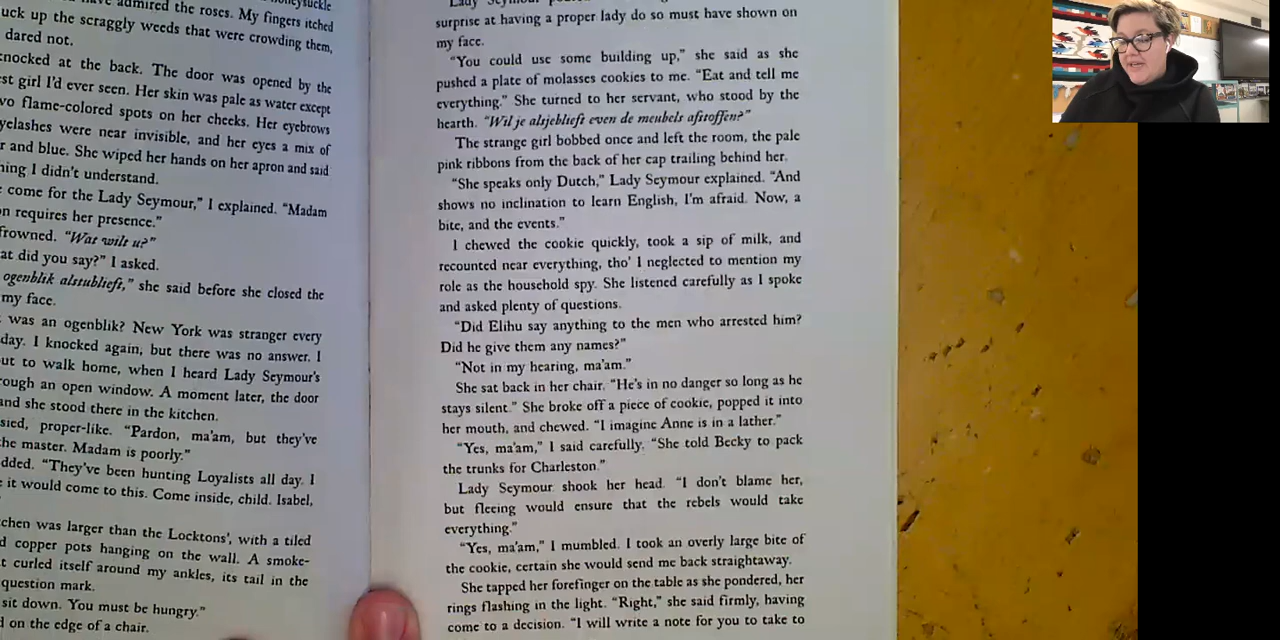 have admired the roses. My fingers itched
uck up the scraggly weeds that were crowding them,
dared not.
knocked at the back. The door was opened by the
st girl I'd ever seen. Her skin was pale as water except
vo flame-colored spots on her cheeks. Her eyebrows
yelashes were near invisible, and her eyes a mix of
r and blue. She wiped her hands on her apron and said
hing I didn't understand.
come for the Lady Seymour," I explained. "Madam
on requires her presence."
frowned. "Wat wilt u?"
at did you say?" I asked.
ogenblik alstublieft," she said before she closed the
my face.
was an ogenblik? New York was stranger every
day. I knocked again, but there was no answer. I
out to walk home, when I heard Lady Seymour's
rough an open window. A moment later, the door
and she stood there in the kitchen.
sied, proper-like. "Pardon, ma'am, but they've
he master. Madam is poorly."
dded. "They've been hunting Loyalists all day. I
it would come to this. Come inside, child. Isabel,
tchen was larger than the Locktons', with a tiled
d copper pots hanging on the wall. A smoke-
t curled itself around my ankles, its tail in the
question mark.
sit down. You must be hungry."
d on the edge of a chair.
surprise at having a proper lady do so must have shown on
my face.
"You could use some building up," she said as she
pushed a plate of molasses cookies to me. "Eat and tell me
everything." She turned to her servant, who stood by the
hearth. "Wil je alsjeblieft even de meubels afstoffen?"
The strange girl bobbed once and left the room, the pale
pink ribbons from the back of her cap trailing behind her.
"She speaks only Dutch," Lady Seymour explained. "And
shows no inclination to learn English, I'm afraid. Now, a
bite, and the events."
I chewed the cookie quickly, took a sip of milk, and
recounted near everything, tho' I neglected to mention my
role as the household spy. She listened carefully as I spoke
and asked plenty of questions.
"Did Elihu say anything to the men who arrested him?
Did he give them any names?"
"Not in my hearing, ma'am."
She sat back in her chair. "He's in no danger so long as he
stays silent." She broke off a piece of cookie, popped it into
her mouth, and chewed. "I imagine Anne is in a lather."
"Yes, ma'am," I said carefully. "She told Becky to pack
the trunks for Charleston."
Lady Seymour shook her head. "I don't blame her,
but fleeing would ensure that the rebels would take
everything."
"Yes, ma'am," I mumbled. I took an overly large bite of
the cookie, certain she would send me back straightaway.
She tapped her forefinger on the table as she pondered, her
rings flashing in the light. "Right," she said firmly, having
come to a decision. "I will write a note for you to take to